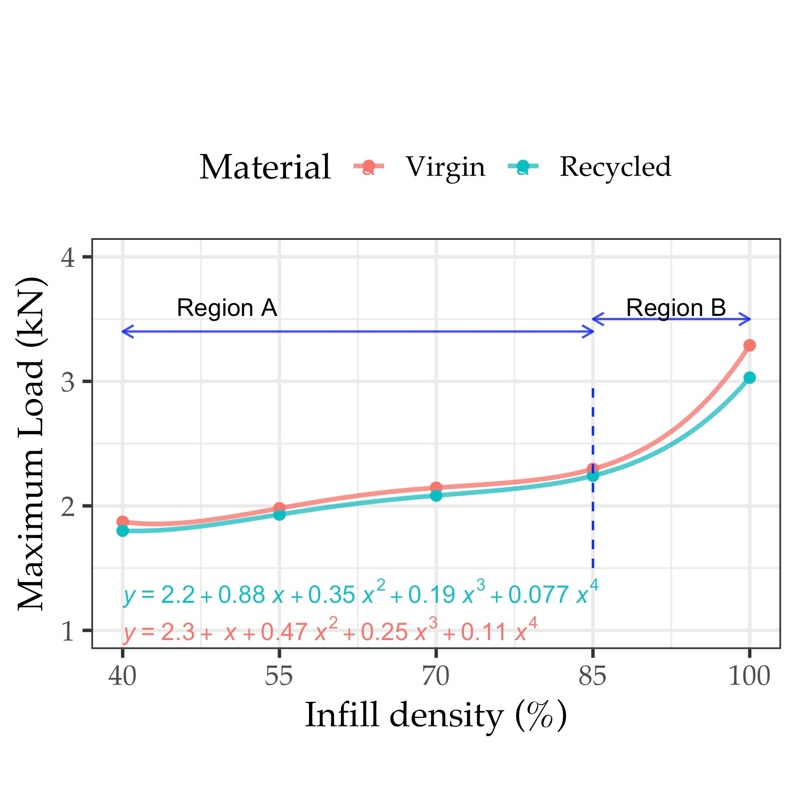 Material Virgin Recycled
4
Region A Region B
3
2
y = 2.2 + 0.88 x + 0.35 x² + 0.19 x³ + 0.077 x⁴
y = 2.3 + x + 0.47 x² + 0.25 x³ + 0.11 x⁴
1
Maximum Load (kN)
40 55 70 85 100
Infill density (%)